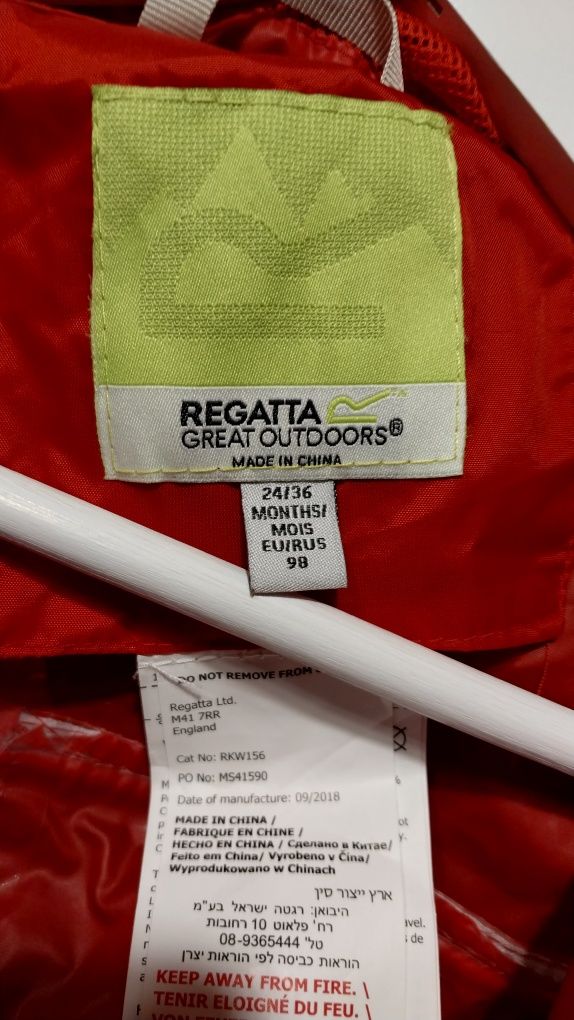 REGATTA
GREAT OUTDOORS®
MADE IN CHINA
24/36
MONTHS/
MOIS
EU/RUS
98
DO NOT REMOVE FROM
Regatta Ltd.
M41 7RR
England
Cat No: RKW156
PO No: MS41590
Date of manufacture: 09/2018
MADE IN CHINA /
FABRIQUE EN CHINE /
HECHO EN CHINA / Сделано в Китае/
Feito em China/ Vyrobeno v Čína/
Wyprodukowano w Chinach
ארץ ייצור סין
היבואן: רגטה ישראל בע"מ
רח' פלאוט 10 רחובות
טל' 08-9365444
הוראות כביסה לפי הוראות יצרן
KEEP AWAY FROM FIRE. \
TENIR ELOIGNÉ DU FEU. \